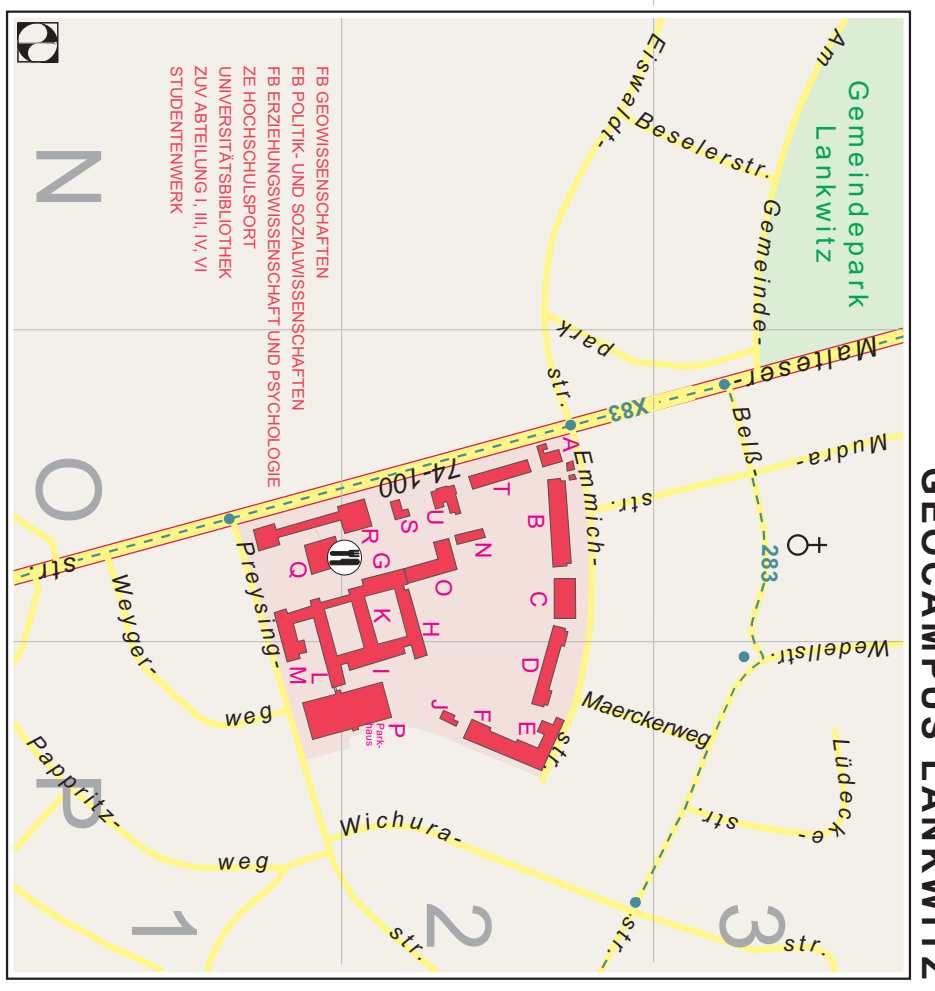 GEOCAMPUS LANKWITZ
Gemeindepark
Lankwitz
Am
Gemeinde-
park
Eiswaldt-
str.
Beselerstr.
Malteser-
str.
X83
74-100
Belß-
str.
283
Mudra-
str.
Emmich-
str.
Wedellstr.
Maerckerweg
Lüdecke-
str.
Preysing-
Weyger-
weg
Pappritz-
weg
Wichura-
str.
str.
FB GEOWISSENSCHAFTEN
FB POLITIK- UND SOZIALWISSENSCHAFTEN
FB ERZIEHUNGSWISSENSCHAFT UND PSYCHOLOGIE
ZE HOCHSCHULSPORT
UNIVERSITÄTSBIBLIOTHEK
ZUV ABTEILUNG I, III, IV, VI
STUDENTENWERK
A
B
C
D
E
F
G
H
I
J
K
L
M
N
O
P
Park-
haus
Q
R
S
T
U
N
O
P
1
2
3